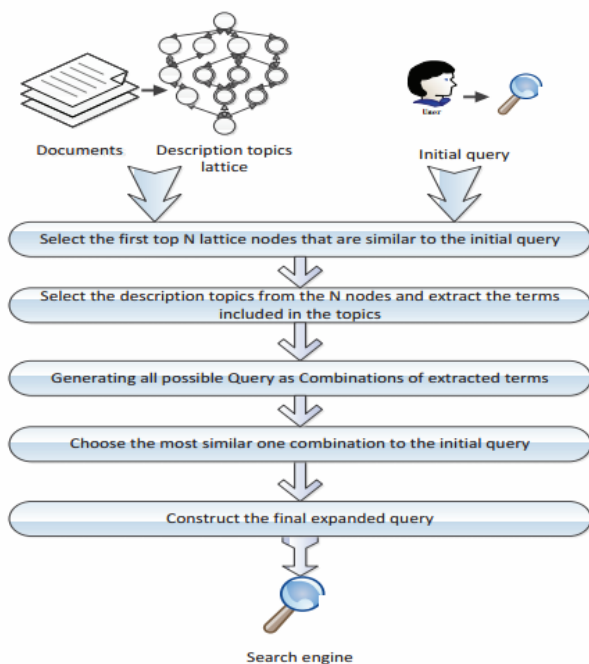 User
Documents
Description topics
lattice
Initial query
Select the first top N lattice nodes that are similar to the initial query
Select the description topics from the N nodes and extract the terms
included in the topics
Generating all possible Query as Combinations of extracted terms
Choose the most similar one combination to the initial query
Construct the final expanded query
Search engine